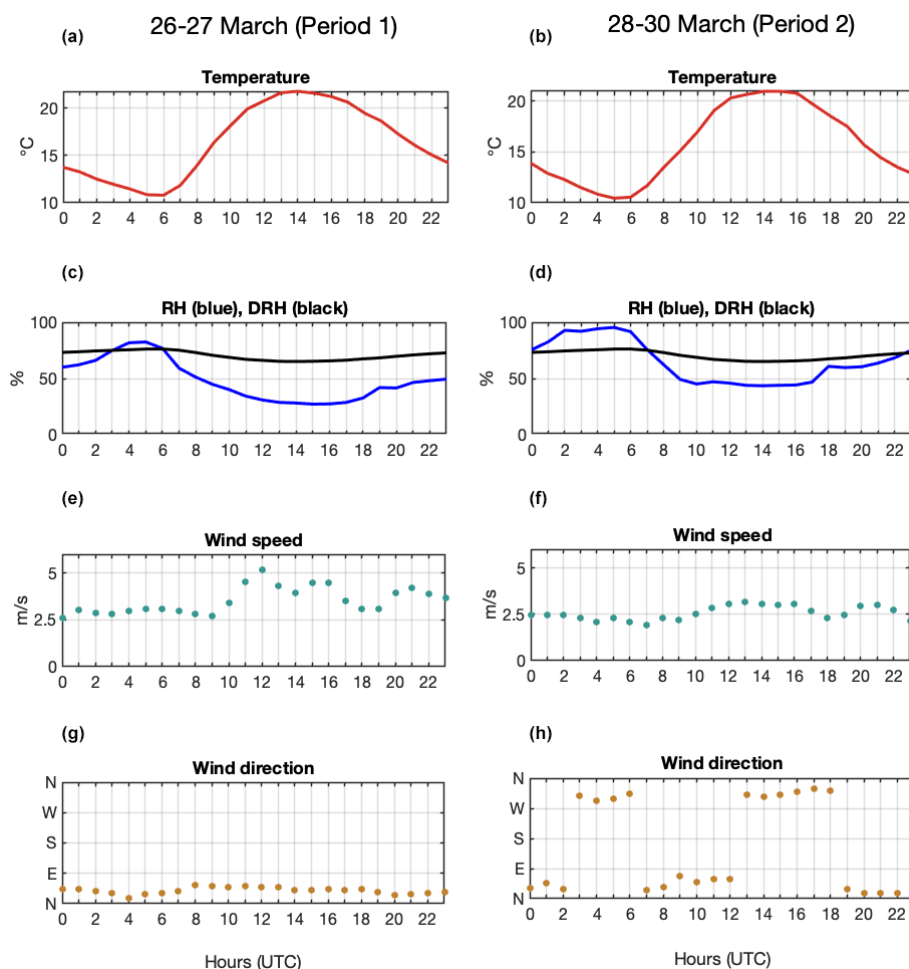 26-27 March (Period 1)
28-30 March (Period 2)
(a)
Temperature
°C
20
15
10
0 2 4 6 8 10 12 14 16 18 20 22
(b)
Temperature
°C
20
15
10
0 2 4 6 8 10 12 14 16 18 20 22
(c)
RH (blue), DRH (black)
%
100
50
0
0 2 4 6 8 10 12 14 16 18 20 22
(d)
RH (blue), DRH (black)
%
100
50
0
0 2 4 6 8 10 12 14 16 18 20 22
(e)
Wind speed
m/s
5
2.5
0
0 2 4 6 8 10 12 14 16 18 20 22
(f)
Wind speed
m/s
5
2.5
0
0 2 4 6 8 10 12 14 16 18 20 22
(g)
Wind direction
N
W
S
E
N
0 2 4 6 8 10 12 14 16 18 20 22
Hours (UTC)
(h)
Wind direction
N
W
S
E
N
0 2 4 6 8 10 12 14 16 18 20 22
Hours (UTC)